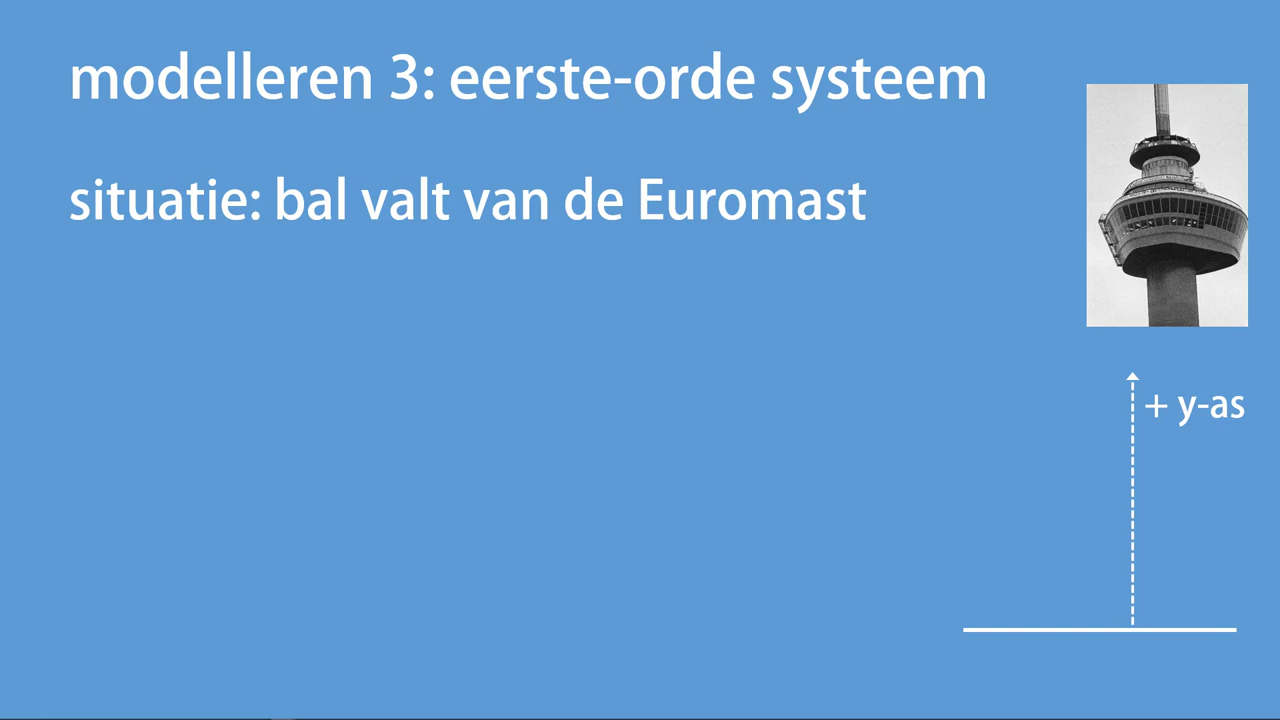 modelleren 3: eerste-orde systeem
situatie: bal valt van de Euromast
+ y-as